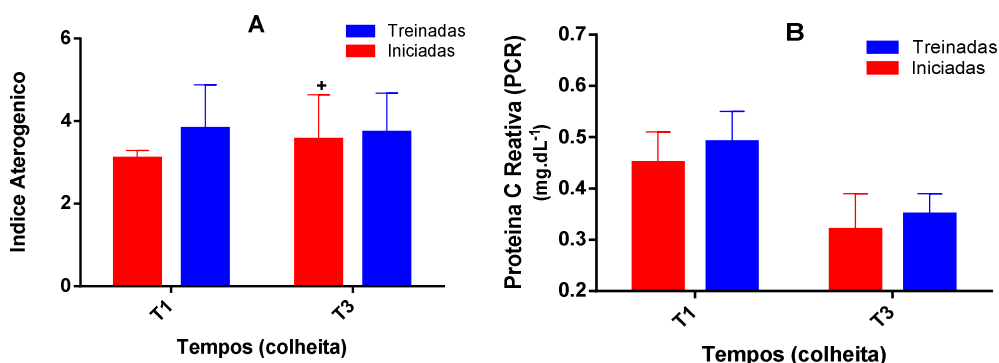 A
Treinadas
Iniciadas
Indice Aterogenico
6
4
2
0
+
T1
T3
Tempos (colheita)
B
Treinadas
Iniciadas
Proteina C Reativa (PCR)
(mg.dL-1)
0.7
0.6
0.5
0.4
0.3
0.2
T1
T3
Tempos (colheita)